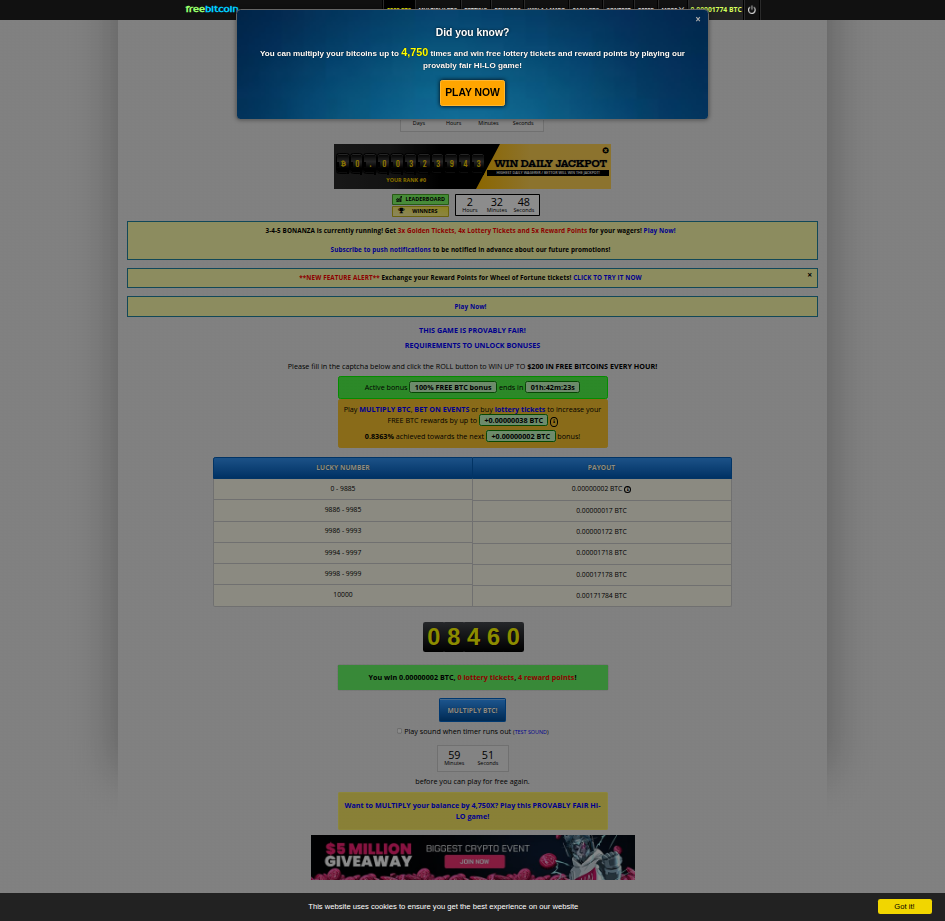 freebitcoin
.00001774 BTC
×
Did you know?
You can multiply your bitcoins up to 4,750 times and win free lottery tickets and reward points by playing our
provably fair HI-LO game!
PLAY NOW
Days Hours Minutes Seconds
0 . 0 0 3 2 3 9 4 3
WIN DAILY JACKPOT
YOUR RANK #0
LEADERBOARD
WINNERS
2 32 48
Hours Minutes Seconds
3-4-5 BONANZA is currently running! Get 3x Golden Tickets, 4x Lottery Tickets and 5x Reward Points for your wagers! Play Now!
Subscribe to push notifications to be notified in advance about our future promotions!
**NEW FEATURE ALERT** Exchange your Reward Points for Wheel of Fortune tickets! CLICK TO TRY IT NOW
×
Play Now!
THIS GAME IS PROVABLY FAIR!
REQUIREMENTS TO UNLOCK BONUSES
Please fill in the captcha below and click the ROLL button to WIN UP TO $200 IN FREE BITCOINS EVERY HOUR!
Active bonus 100% FREE BTC bonus ends in 01h:42m:23s
Play MULTIPLY BTC, BET ON EVENTS or buy lottery tickets to increase your
FREE BTC rewards by up to +0.00000038 BTC
0.8363% achieved towards the next +0.00000002 BTC bonus!
LUCKY NUMBER PAYOUT
0 - 9885 0.00000002 BTC
9886 - 9985 0.00000017 BTC
9986 - 9993 0.00000172 BTC
9994 - 9997 0.00001718 BTC
9998 - 9999 0.00017178 BTC
10000 0.00171784 BTC
0 8 4 6 0
You win 0.00000002 BTC, 0 lottery tickets, 4 reward points!
MULTIPLY BTC!
Play sound when timer runs out (TEST SOUND)
59 51
Minutes Seconds
before you can play for free again.
Want to MULTIPLY your balance by 4,750X? Play this PROVABLY FAIR HI-
LO game!
$5 MILLION
GIVEAWAY
BIGGEST CRYPTO EVENT
JOIN NOW
This website uses cookies to ensure you get the best experience on our website
Got it!